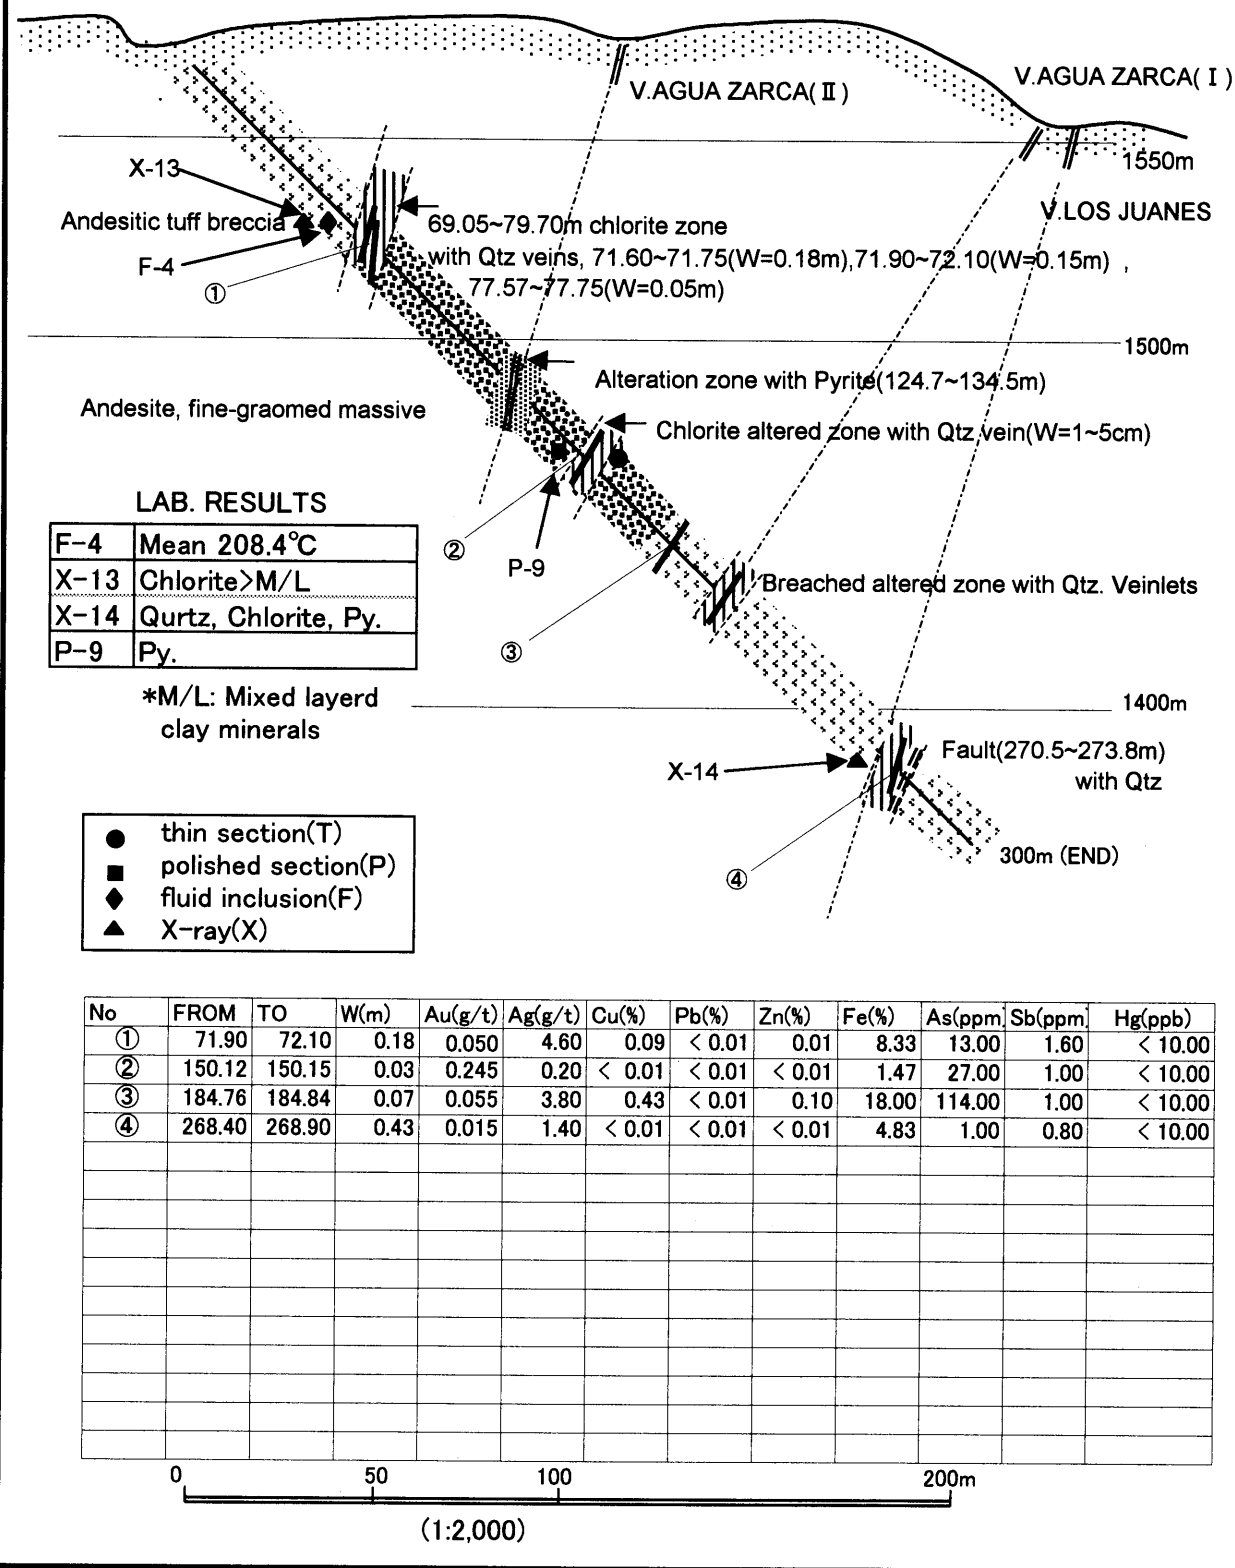 V.AGUA ZARCA(Ⅱ)
V.AGUA ZARCA(Ⅰ)
1550m
V.LOS JUANES
X-13
Andesitic tuff breccia
F-4
①
69.05~79.70m chlorite zone
with Qtz veins, 71.60~71.75(W=0.18m),71.90~72.10(W=0.15m) ,
77.57~77.75(W=0.05m)
1500m
Alteration zone with Pyrite(124.7~134.5m)
Andesite, fine-graomed massive
Chlorite altered zone with Qtz vein(W=1~5cm)
②
P-9
Breached altered zone with Qtz. Veinlets
③
LAB. RESULTS
F-4 Mean 208.4°C
X-13 Chlorite>M/L
X-14 Qurtz, Chlorite, Py.
P-9 Py.
*M/L: Mixed layerd
clay minerals
1400m
X-14
Fault(270.5~273.8m)
with Qtz
④
300m (END)
thin section(T)
polished section(P)
fluid inclusion(F)
X-ray(X)
No FROM TO W(m) Au(g/t) Ag(g/t) Cu(%) Pb(%) Zn(%) Fe(%) As(ppm) Sb(ppm) Hg(ppb)
① 71.90 72.10 0.18 0.050 4.60 0.09 < 0.01 0.01 8.33 13.00 1.60 < 10.00
② 150.12 150.15 0.03 0.245 0.20 < 0.01 < 0.01 < 0.01 1.47 27.00 1.00 < 10.00
③ 184.76 184.84 0.07 0.055 3.80 0.43 < 0.01 0.10 18.00 114.00 1.00 < 10.00
④ 268.40 268.90 0.43 0.015 1.40 < 0.01 < 0.01 < 0.01 4.83 1.00 0.80 < 10.00
0 50 100 200m
(1:2,000)